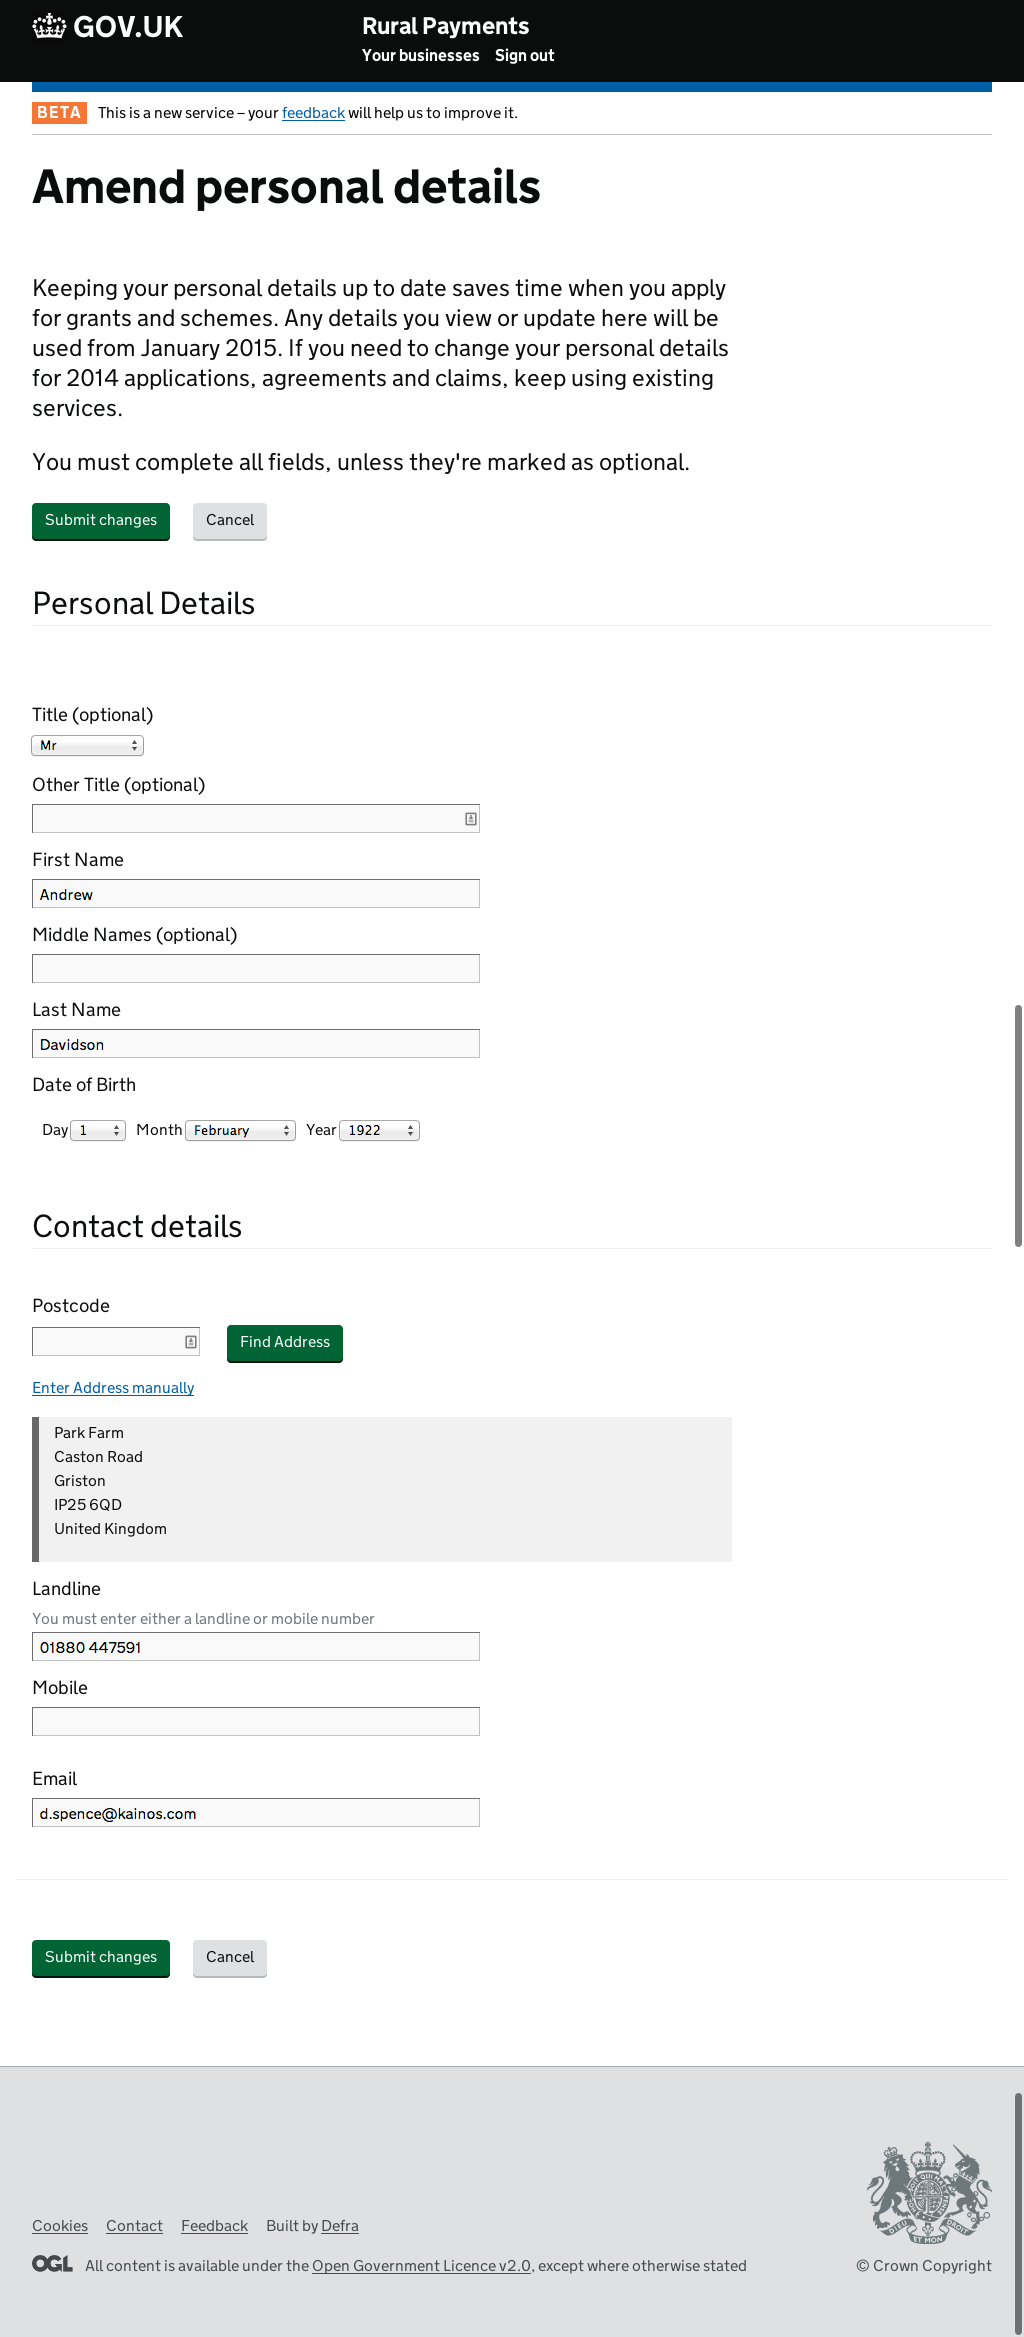 GOV.UK
Rural Payments
Your businesses Sign out
BETA This is a new service – your feedback will help us to improve it.
Amend personal details
Keeping your personal details up to date saves time when you apply
for grants and schemes. Any details you view or update here will be
used from January 2015. If you need to change your personal details
for 2014 applications, agreements and claims, keep using existing
services.
You must complete all fields, unless they're marked as optional.
Submit changes Cancel
Personal Details
Title (optional)
Mr
Other Title (optional)
First Name
Andrew
Middle Names (optional)
Last Name
Davidson
Date of Birth
Day 1 Month February Year 1922
Contact details
Postcode
Find Address
Enter Address manually
Park Farm
Caston Road
Griston
IP25 6QD
United Kingdom
Landline
You must enter either a landline or mobile number
01880 447591
Mobile
Email
d.spence@kainos.com
Submit changes Cancel
Cookies Contact Feedback Built by Defra
OGL All content is available under the Open Government Licence v2.0, except where otherwise stated
DIEU ET MON DROIT
© Crown Copyright